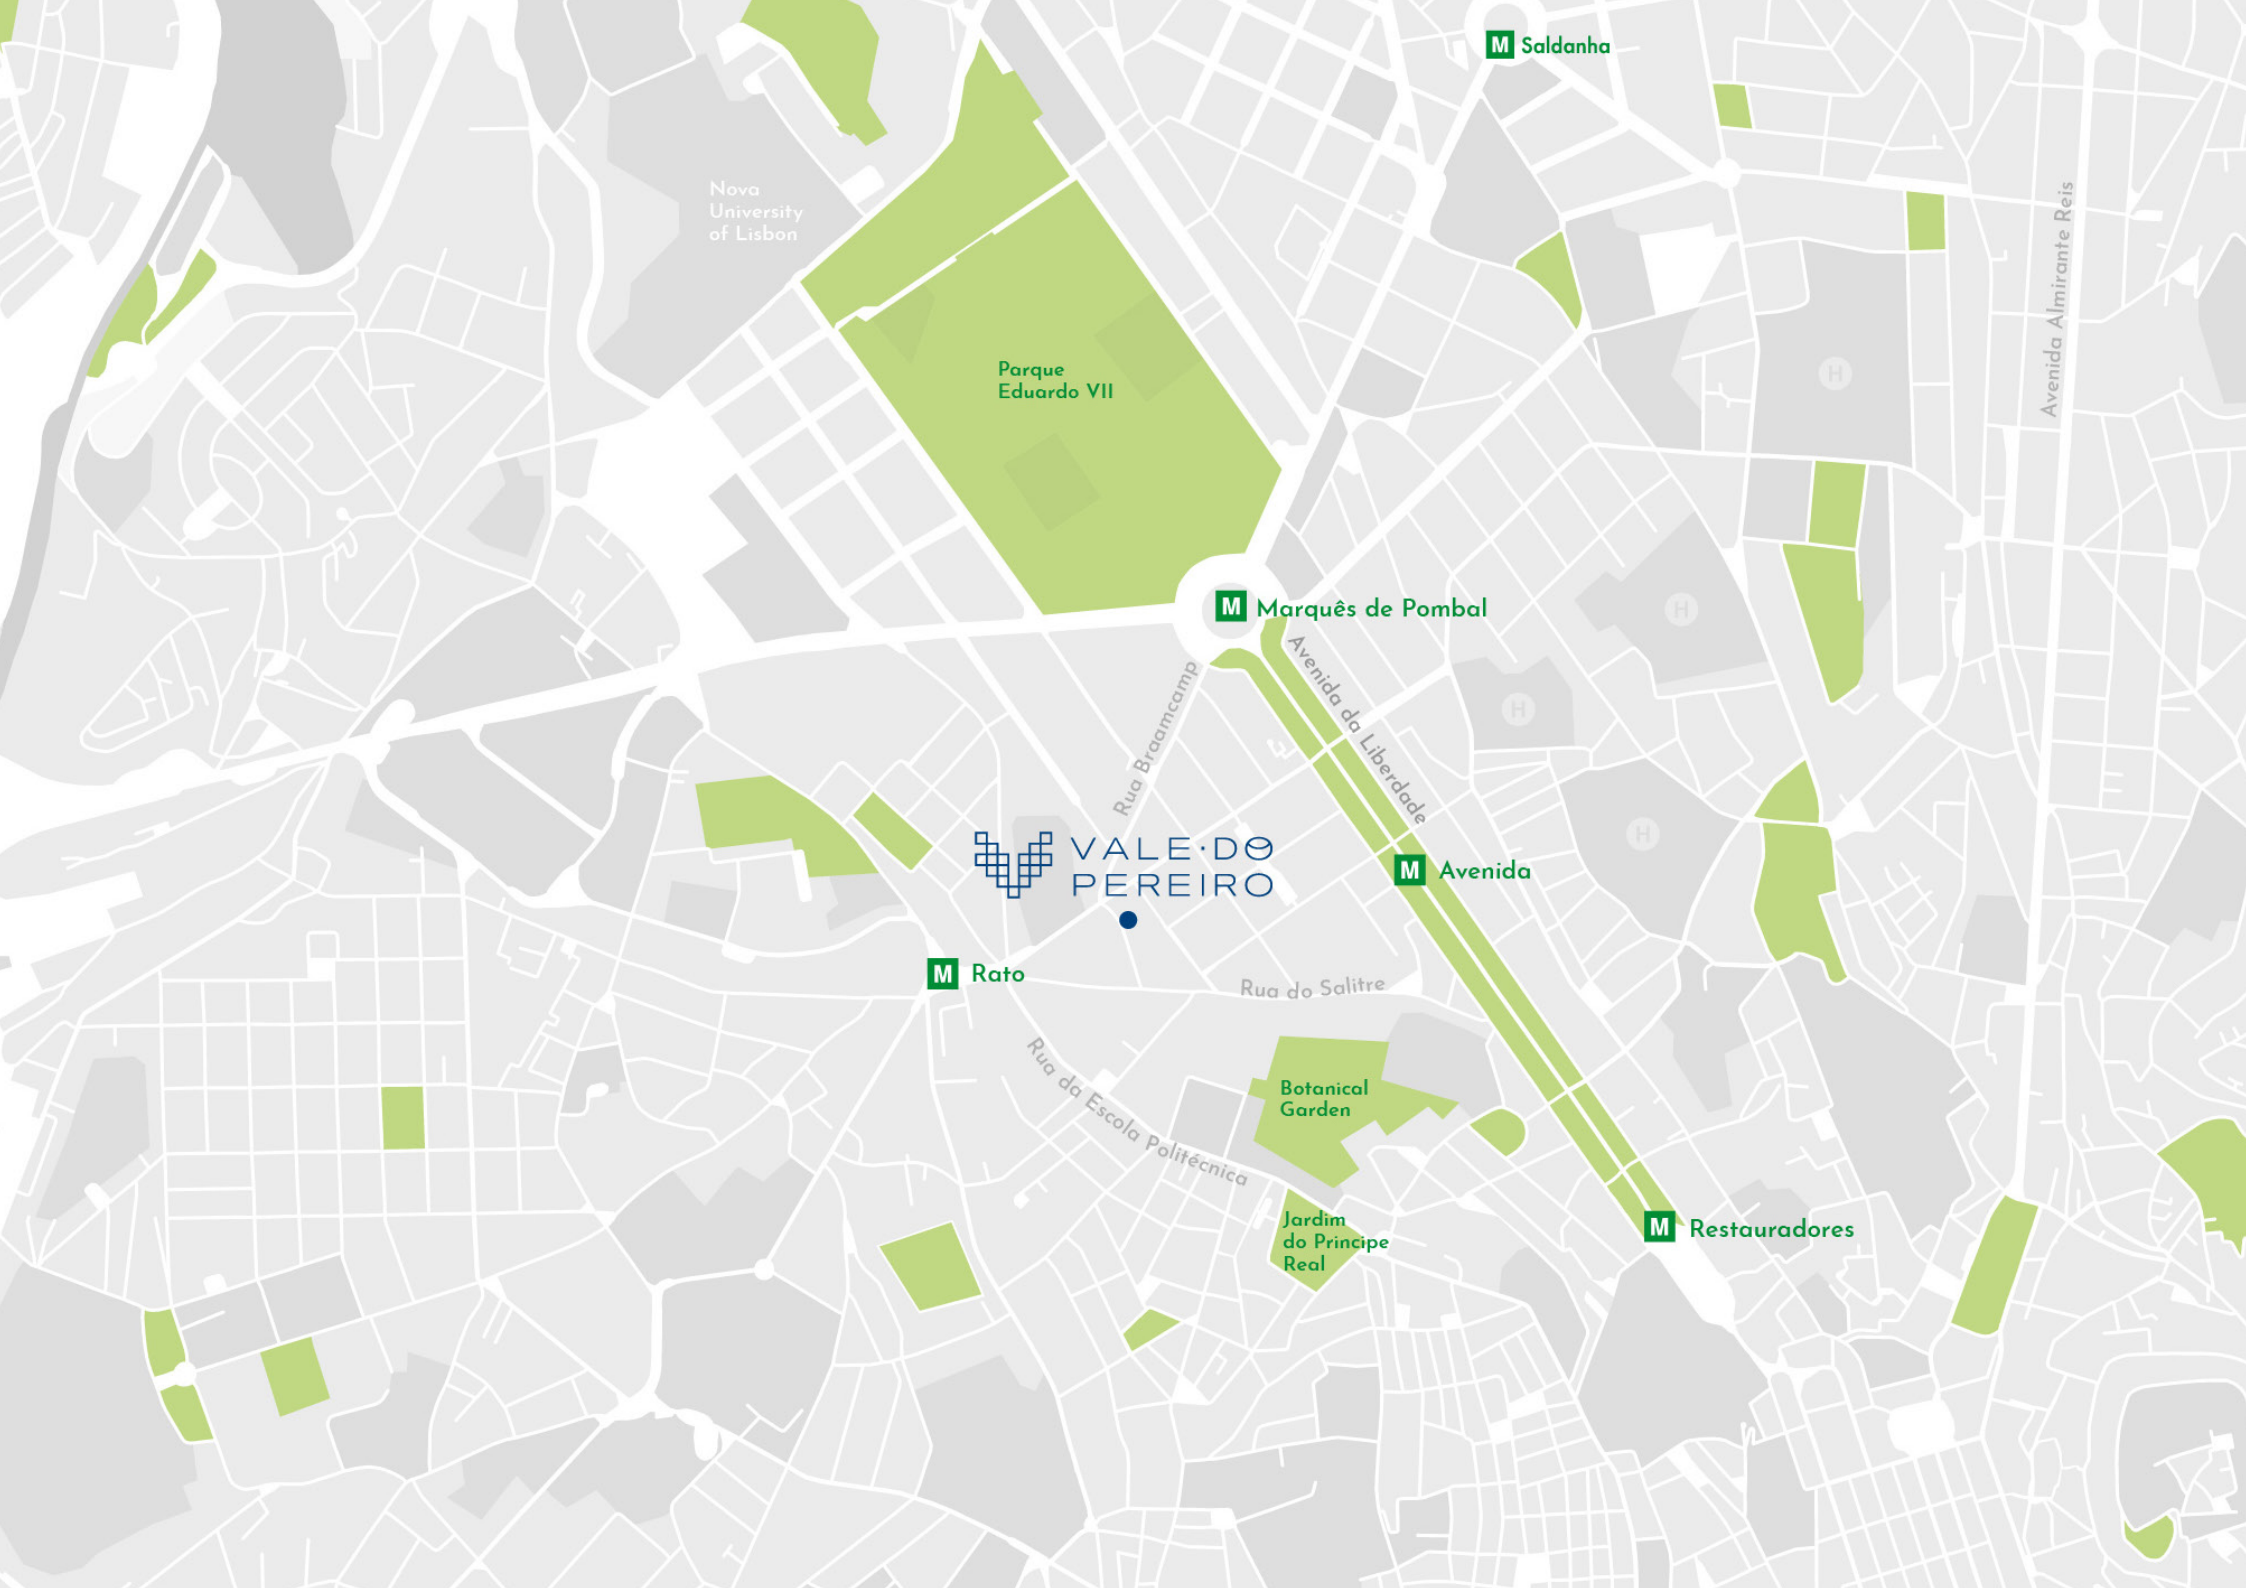 M Saldanha
Nova
University
of Lisbon
Avenida Almirante Reis
H
Parque
Eduardo VII
M Marquês de Pombal
H
Avenida da Liberdade
Rua Braamcamp
H
H
VALE·DO
PEREIRO
M Avenida
M Rato
Rua do Salitre
Rua da Escola Politécnica
Botanical
Garden
Jardim
do Principe
Real
M Restauradores